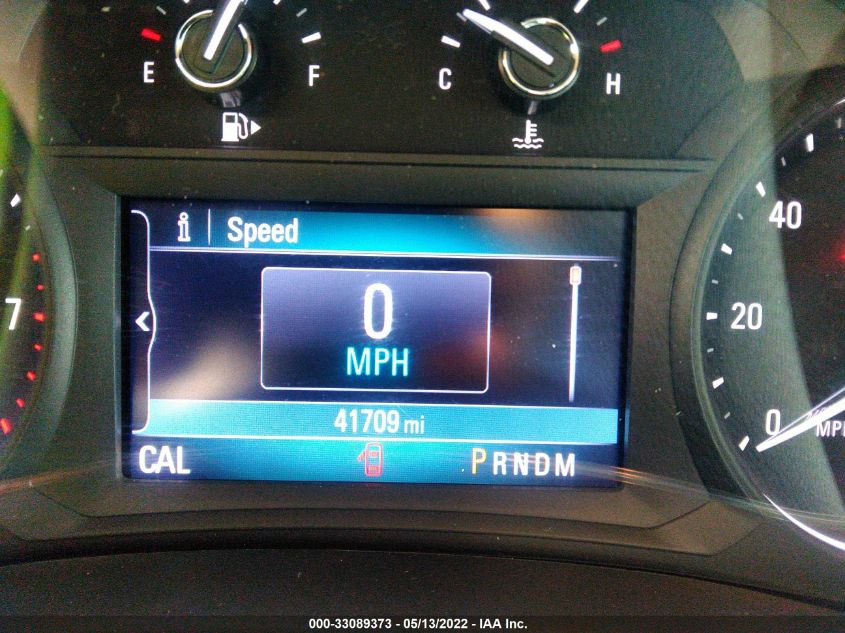 E F
C H
i Speed
0
MPH
41709 mi
CAL
PRNDM
7
40
20
0
MPH
000-33089373 - 05/13/2022 - IAA Inc.